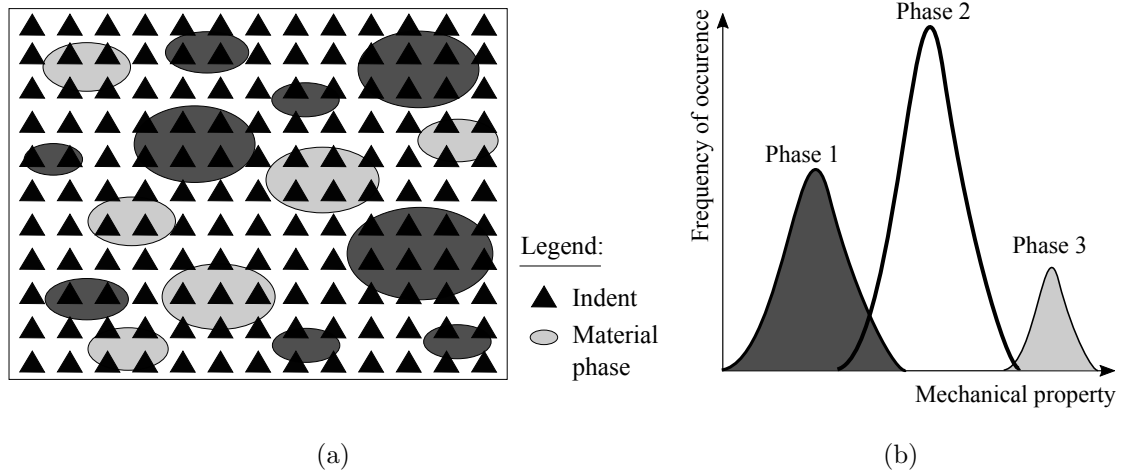 Legend:
Indent
Material
phase
(a)
Frequency of occurence
Phase 1
Phase 2
Phase 3
Mechanical property
(b)